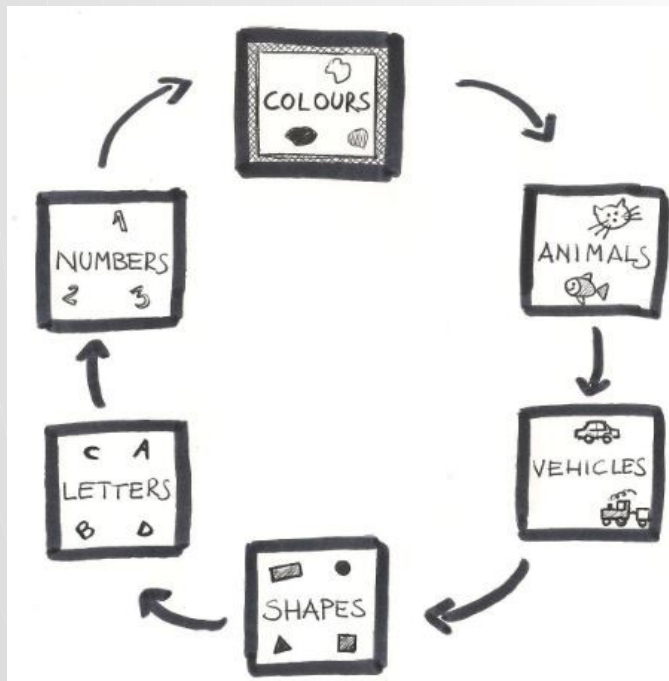 COLOURS
ANIMALS
VEHICLES
SHAPES
C A
LETTERS
B D
1
NUMBERS
2 3